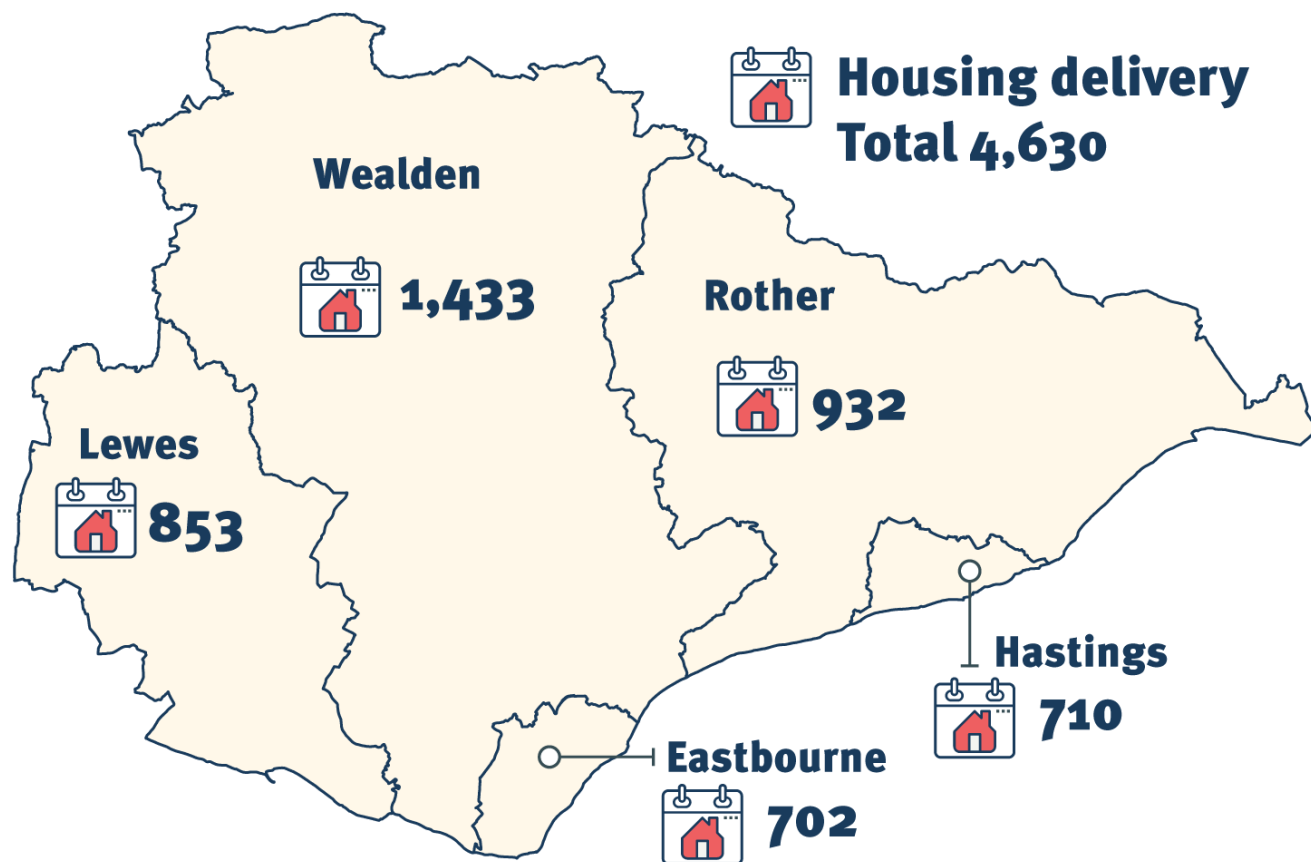 Housing delivery
Total 4,630
Wealden
1,433
Rother
932
Lewes
853
Hastings
710
Eastbourne
702